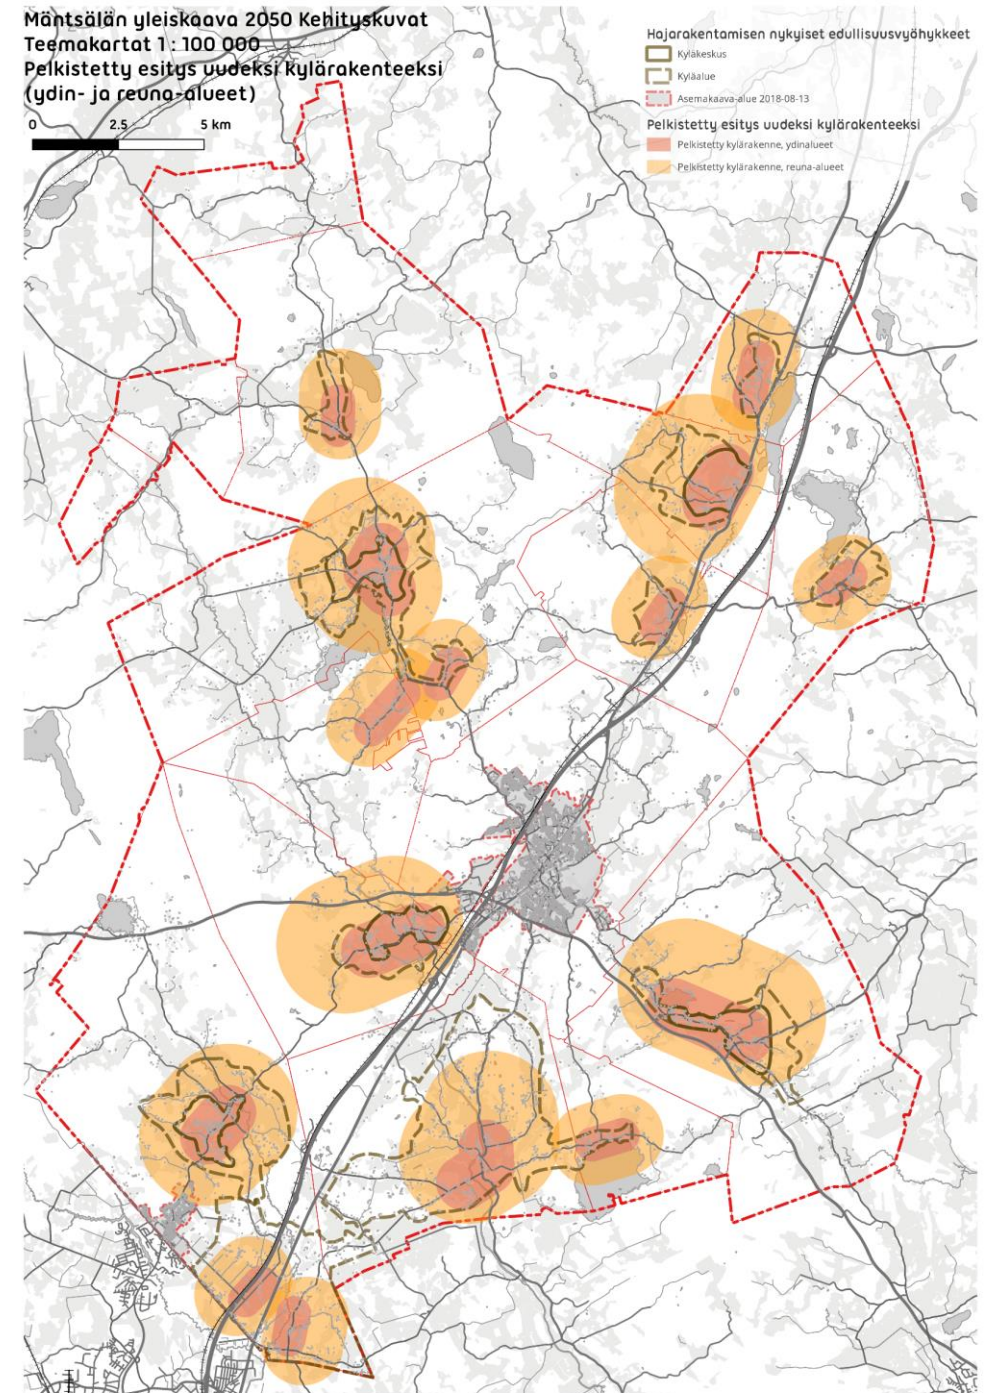 Mäntsälän yleiskaava 2050 Kehityskuvat
Teemakartat 1 : 100 000
Pelkistetty esitys uudeksi kylärakenteeksi
(ydin- ja reuna-alueet)
0 2.5 5 km
Hajarakentamisen nykyiset edullisuusvyöhykkeet
Kyläkeskus
Kyläalue
Asemakaava-alue 2018-08-13
Pelkistetty esitys uudeksi kylärakenteeksi
Pelkistetty kylärakenne, ydinalueet
Pelkistetty kylärakenne, reuna-alueet